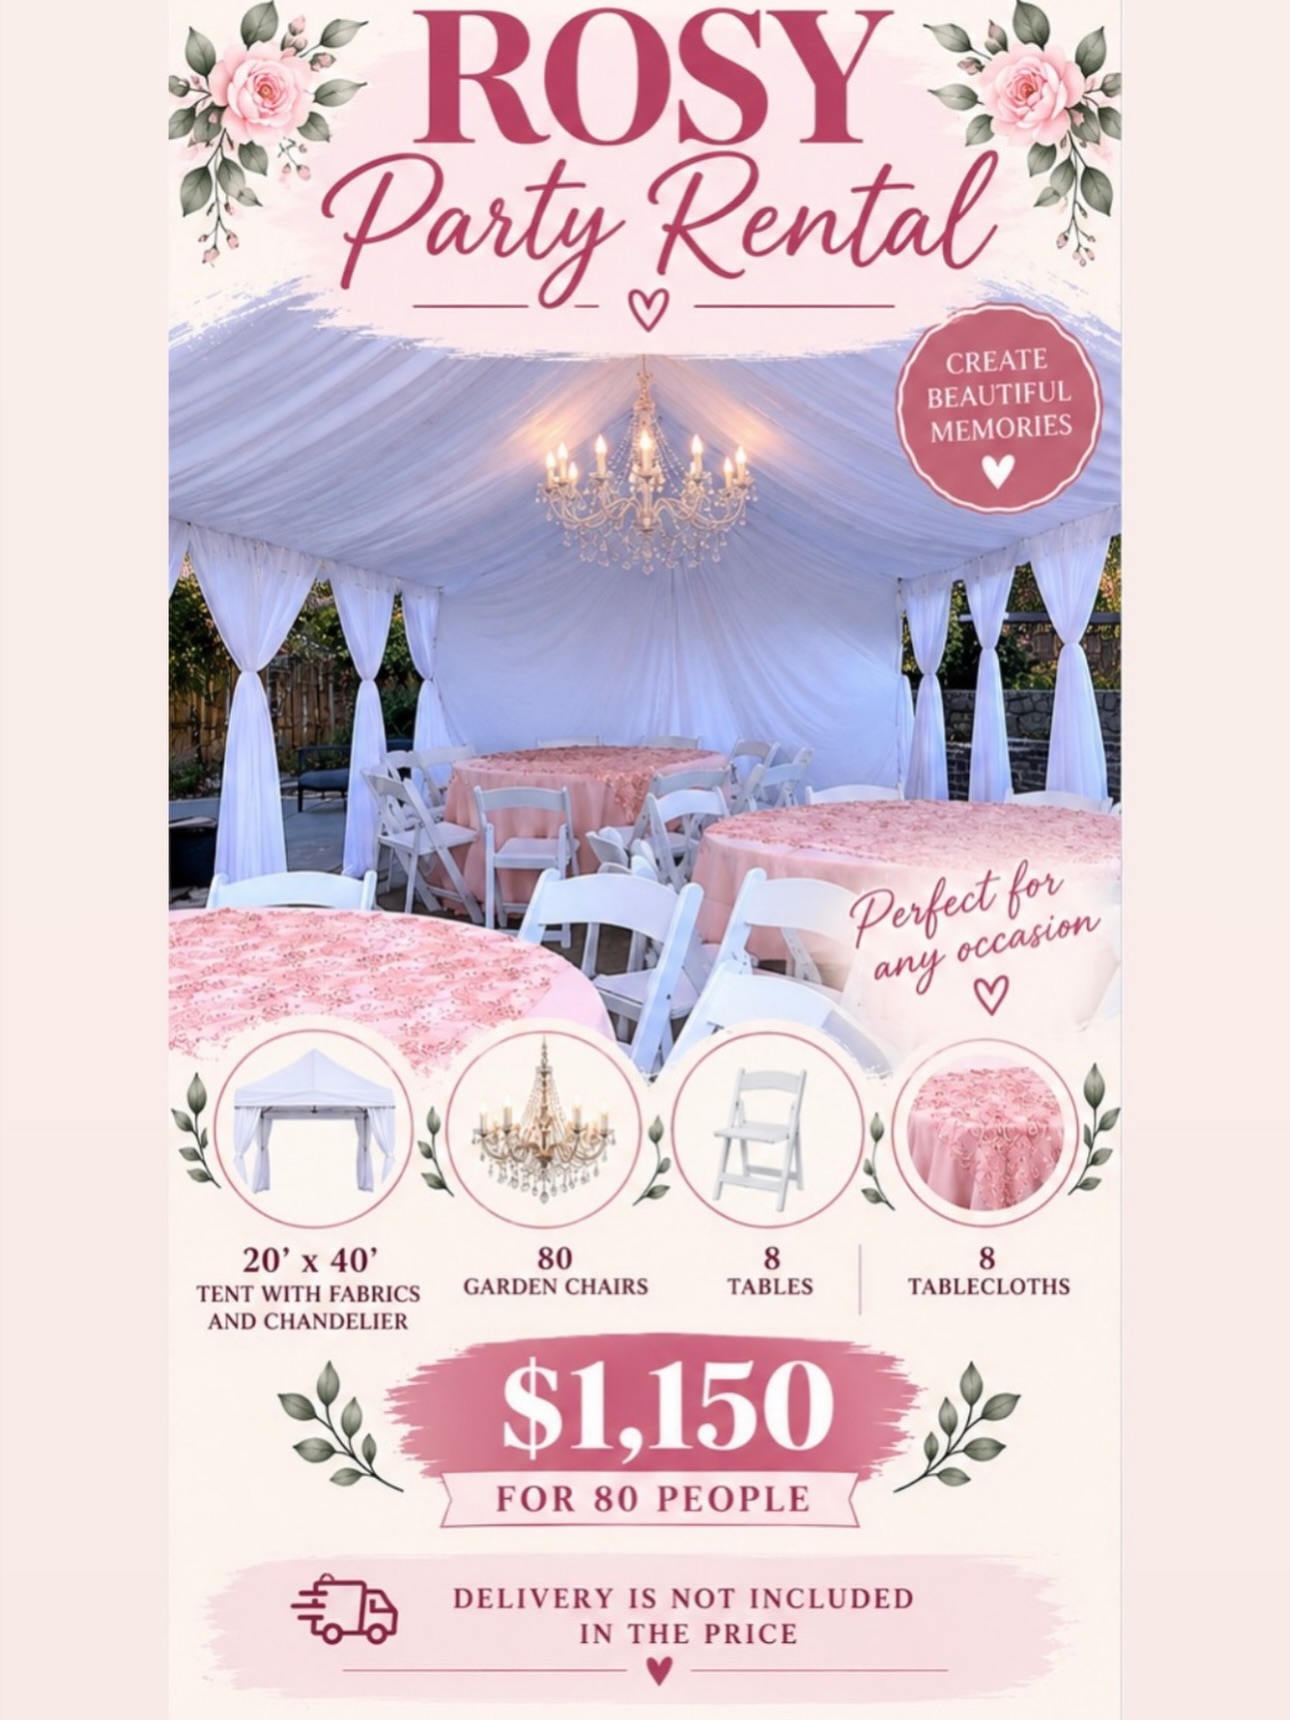 ROSY
Party Rental
CREATE
BEAUTIFUL
MEMORIES
Perfect for
any occasion
20’ x 40’
TENT WITH FABRICS
AND CHANDELIER
80
GARDEN CHAIRS
8
TABLES
8
TABLECLOTHS
$1,150
FOR 80 PEOPLE
DELIVERY IS NOT INCLUDED
IN THE PRICE